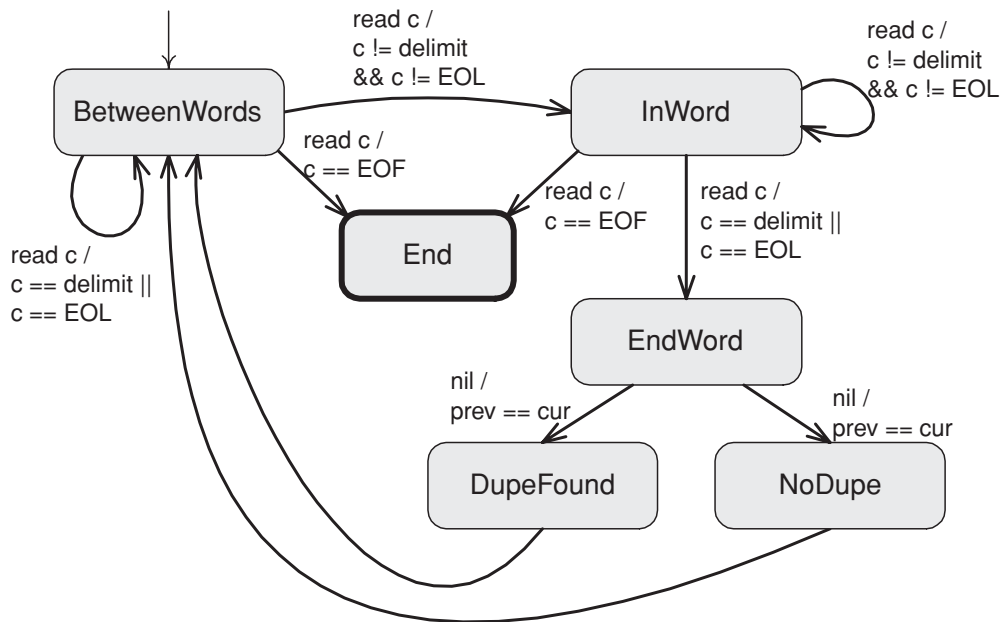 read c /
c != delimit
&& c != EOL
read c /
c != delimit
&& c != EOL
BetweenWords
InWord
read c /
c == EOF
read c /
c == EOF
read c /
c == delimit ||
c == EOL
End
read c /
c == delimit ||
c == EOL
EndWord
nil /
prev == cur
nil /
prev == cur
DupeFound
NoDupe